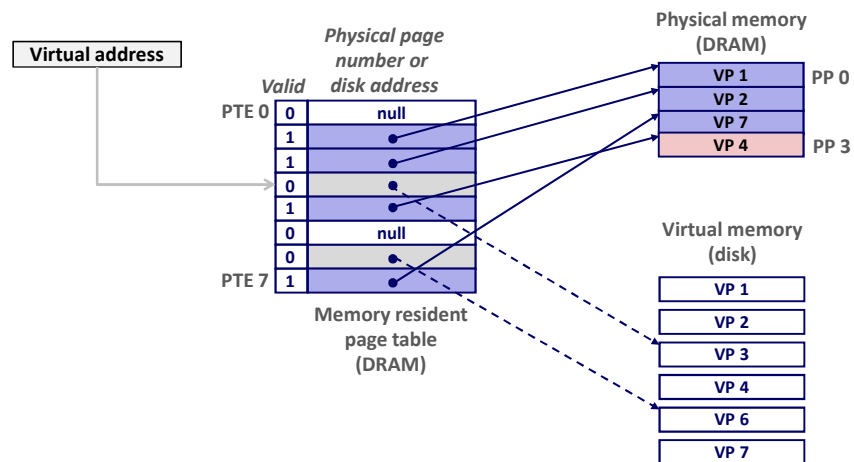 Virtual address
Physical page
number or
disk address
Valid
PTE 0
0
null
1
1
0
1
0
null
0
PTE 7
1
Memory resident
page table
(DRAM)
Physical memory
(DRAM)
VP 1
PP 0
VP 2
VP 7
VP 4
PP 3
Virtual memory
(disk)
VP 1
VP 2
VP 3
VP 4
VP 6
VP 7